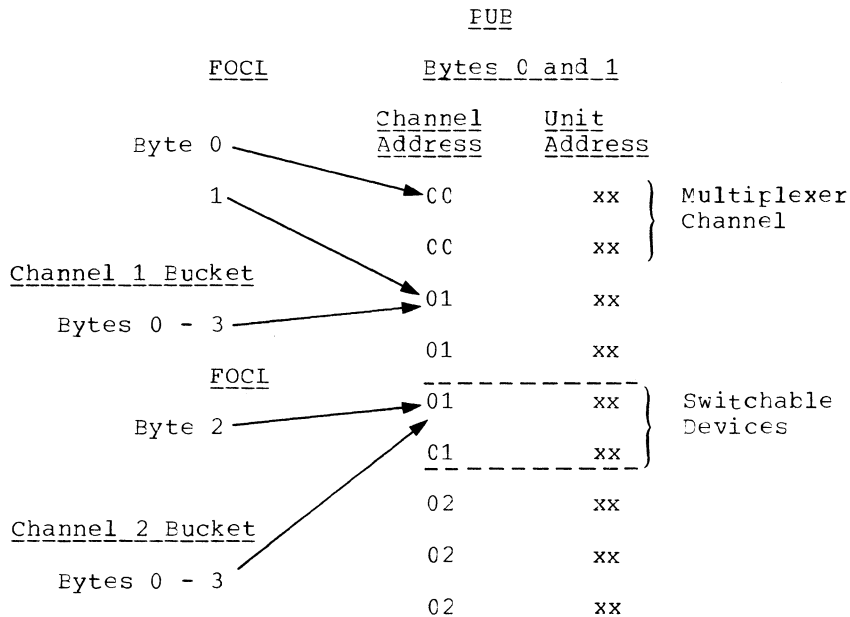 PUB
FOCL Bytes 0 and 1
Channel Unit
Byte 0 Address Address
1 00 xx Multiplexer
Channel
00 xx
Channel 1 Bucket
01 xx
Bytes 0 - 3
01 xx
FOCL
01 xx Switchable
Byte 2 Devices
01 xx
02 xx
Channel 2 Bucket
02 xx
Bytes 0 - 3
02 xx